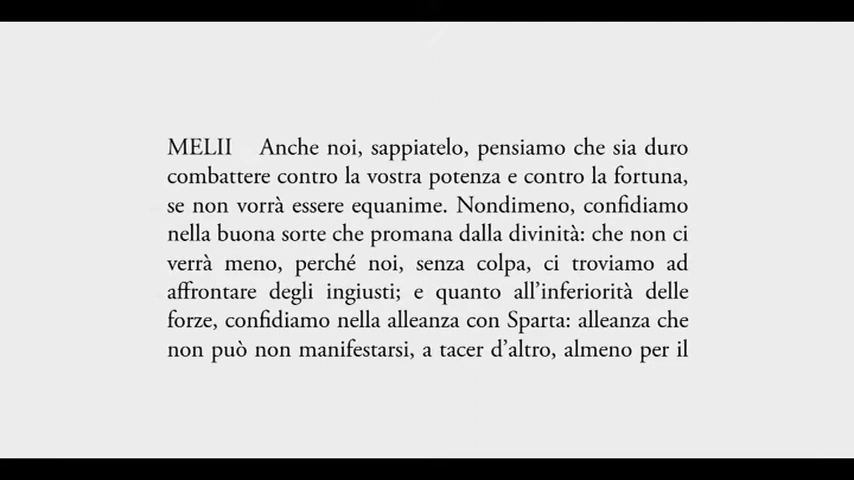 MELII Anche noi, sappiatelo, pensiamo che sia duro
combattere contro la vostra potenza e contro la fortuna,
se non vorrà essere equanime. Nondimeno, confidiamo
nella buona sorte che promana dalla divinità: che non ci
verrà meno, perché noi, senza colpa, ci troviamo ad
affrontare degli ingiusti; e quanto all’inferiorità delle
forze, confidiamo nella alleanza con Sparta: alleanza che
non può non manifestarsi, a tacer d’altro, almeno per il